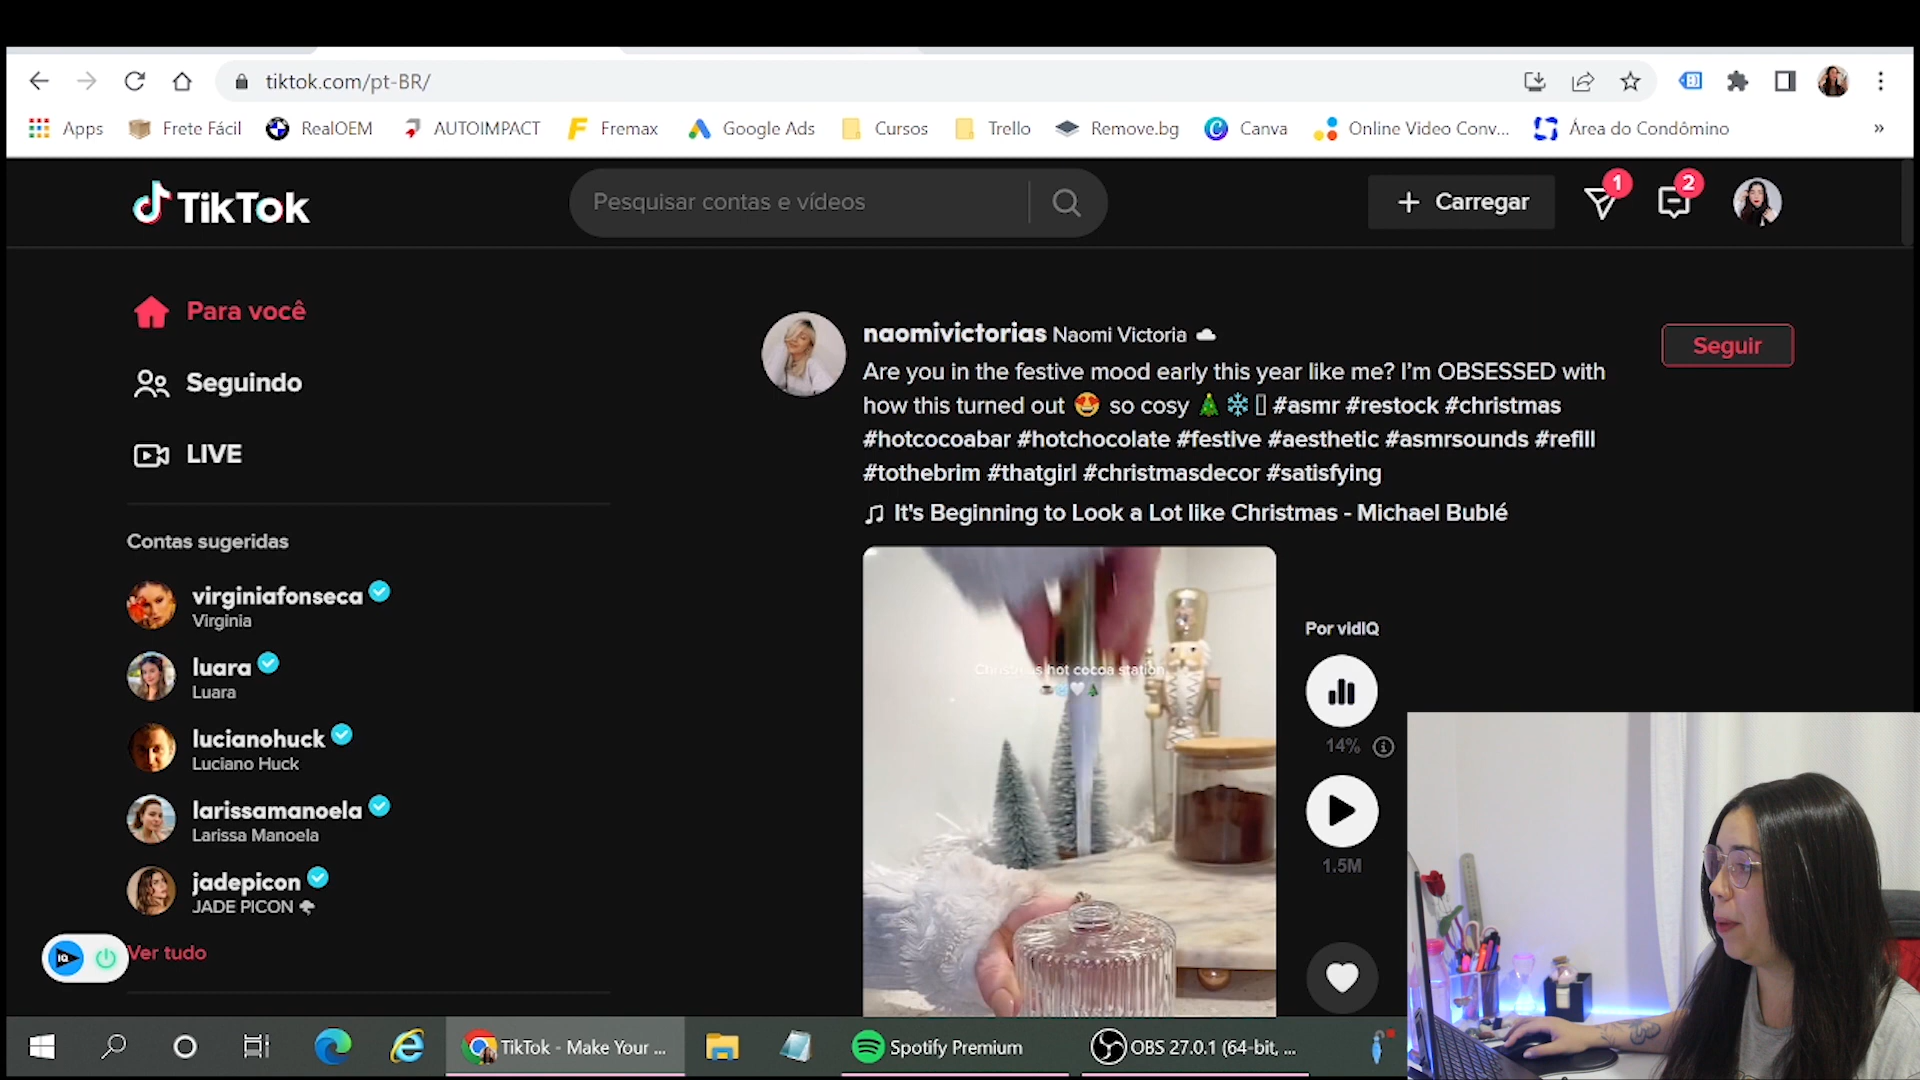 tiktok.com/pt-BR/
Apps
Frete Fácil
RealOEM
AUTOIMPACT
Fremax
Google Ads
Cursos
Trello
Remove.bg
Canva
Online Video Conv...
Área do Condômino
»
TikTok
Pesquisar contas e vídeos
+ Carregar
1
2
Para você
Seguindo
LIVE
Contas sugeridas
virginiafonseca
Virginia
luara
Luara
lucianohuck
Luciano Huck
larissamanoela
Larissa Manoela
jadepicon
JADE PICON
Ver tudo
IQ
naomivictorias Naomi Victoria
Seguir
Are you in the festive mood early this year like me? I'm OBSESSED with
how this turned out 😍 so cosy 🎄❄️ #asmr #restock #christmas
#hotcocoabar #hotchocolate #festive #aesthetic #asmrsounds #refill
#tothebrim #thatgirl #christmasdecor #satisfying
It's Beginning to Look a Lot like Christmas - Michael Bublé
Christmas hot cocoa station
Por vidIQ
14%
1.5M
TikTok - Make Your ...
Spotify Premium
OBS 27.0.1 (64-bit, ...